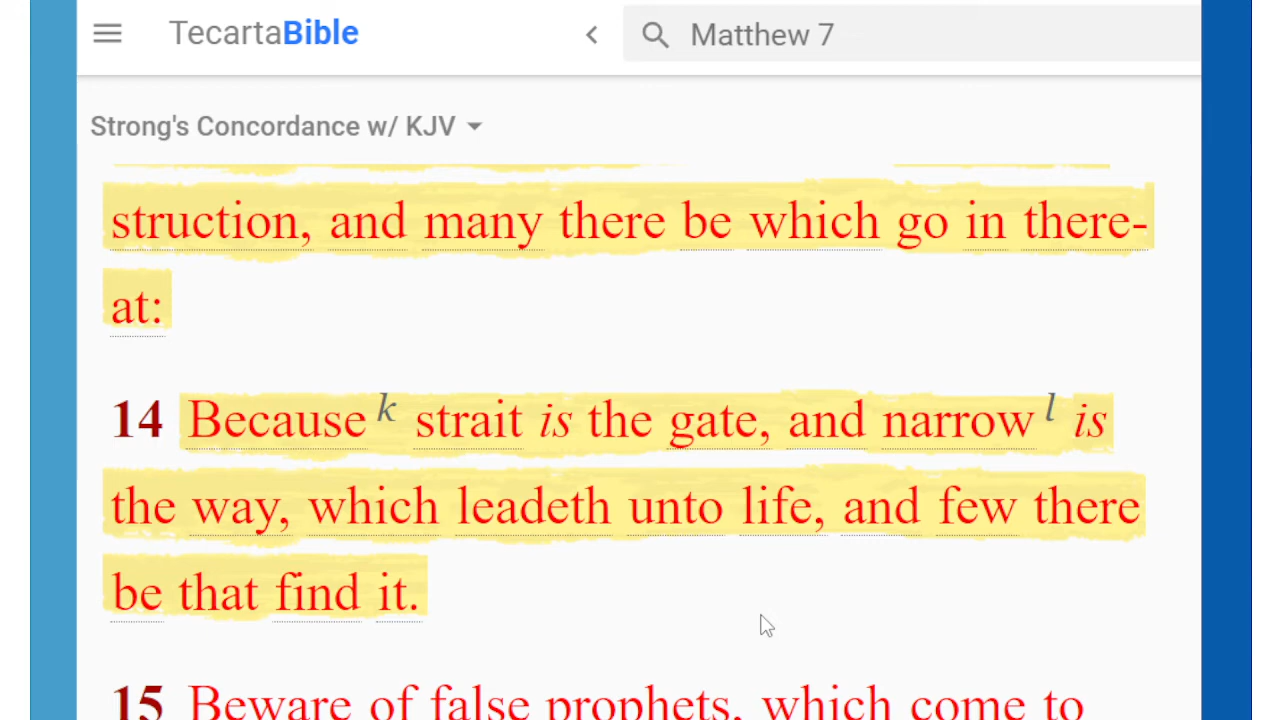 TecartaBible
Matthew 7
Strong's Concordance w/ KJV
struction, and many there be which go in there-
at:
14 Because k strait is the gate, and narrow l is
the way, which leadeth unto life, and few there
be that find it.
15 Beware of false prophets, which come to